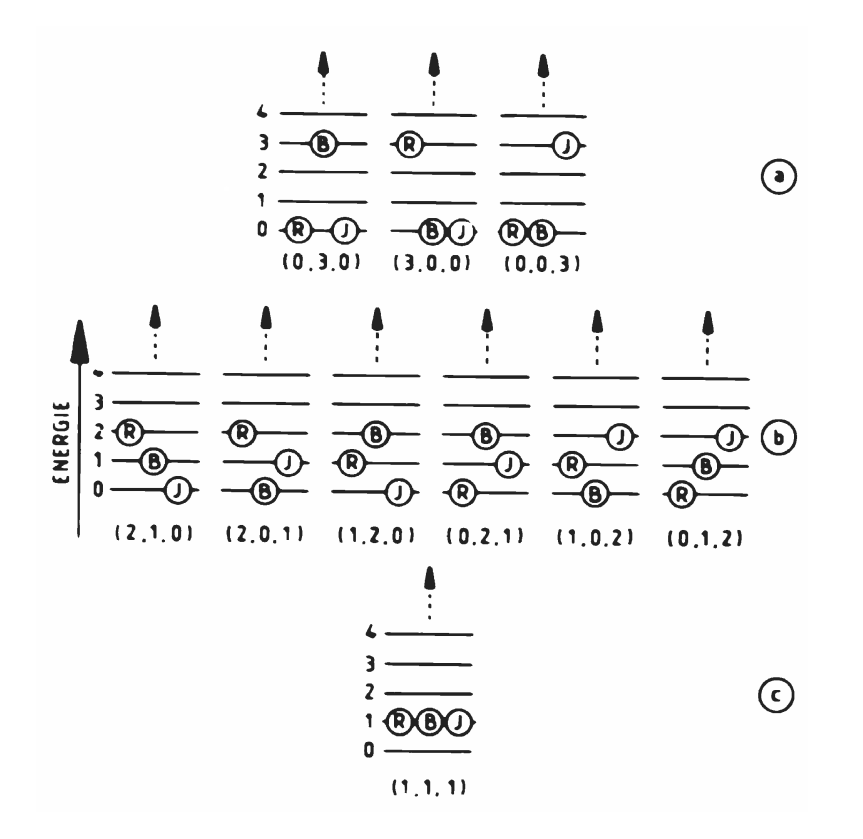 4
3 B R J
2
1
0 R J B J R B
(0,3,0) (3,0,0) (0,0,3)
a
ENERGIE
4
3
2 R R B B J J
1 B J R J R B
0 J B J R B R
(2,1,0) (2,0,1) (1,2,0) (0,2,1) (1,0,2) (0,1,2)
b
4
3
2
1 R B J
0
(1,1,1)
c